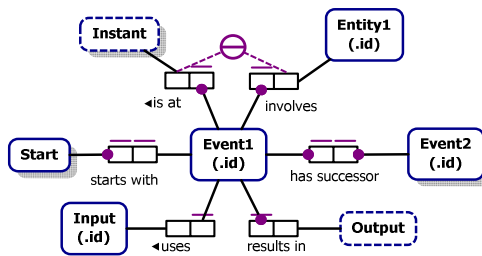 Instant
Entity1
(.id)
◄is at
involves
Start
Event1
(.id)
Event2
(.id)
starts with
has successor
Input
(.id)
◄uses
results in
Output